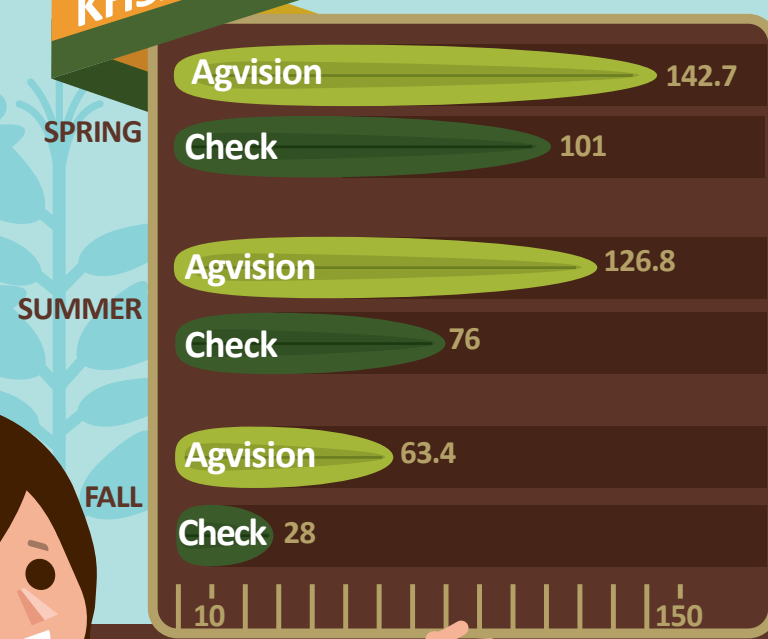 SPRING
Agvision 142.7
Check 101
SUMMER
Agvision 126.8
Check 76
FALL
Agvision 63.4
Check 28
10 150